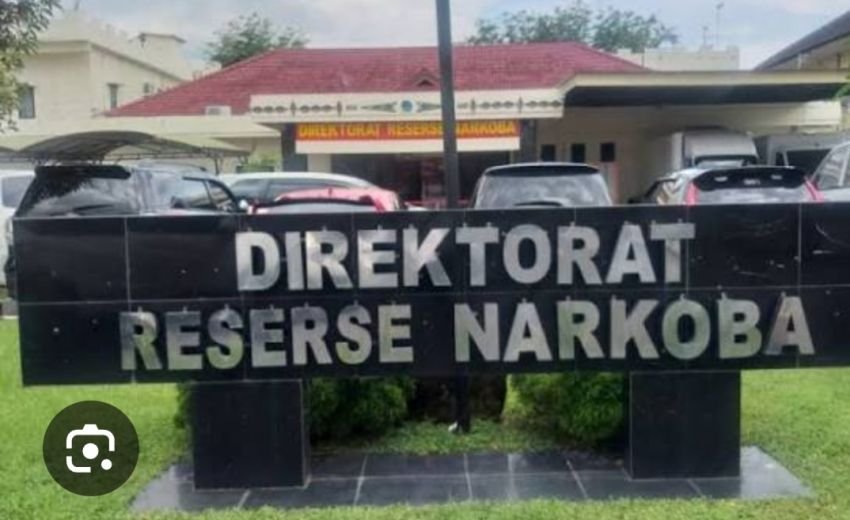 DIREKTORAT RESERSE NARKOBA
DIREKTORAT
RESERSE NARKOBA